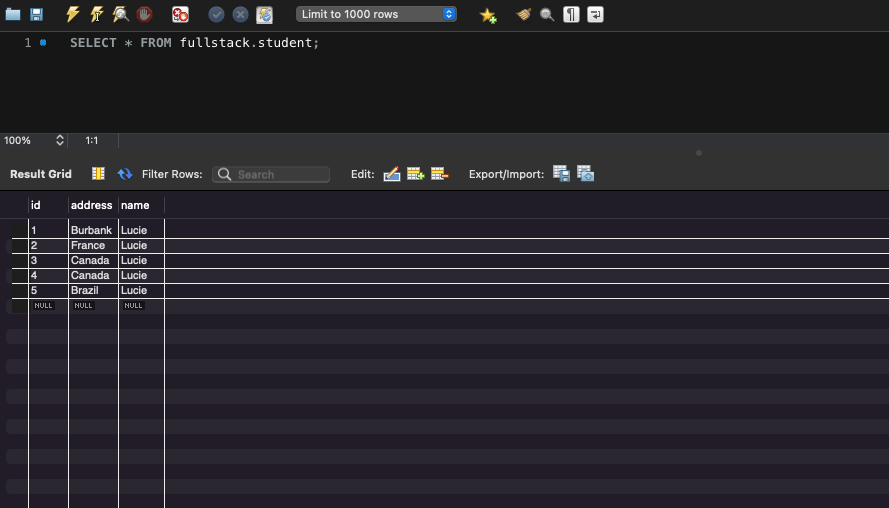 Limit to 1000 rows
1 SELECT * FROM fullstack.student;
100% 1:1
Result Grid Filter Rows: Search Edit: Export/Import:
id address name
1 Burbank Lucie
2 France Lucie
3 Canada Lucie
4 Canada Lucie
5 Brazil Lucie
NULL NULL NULL